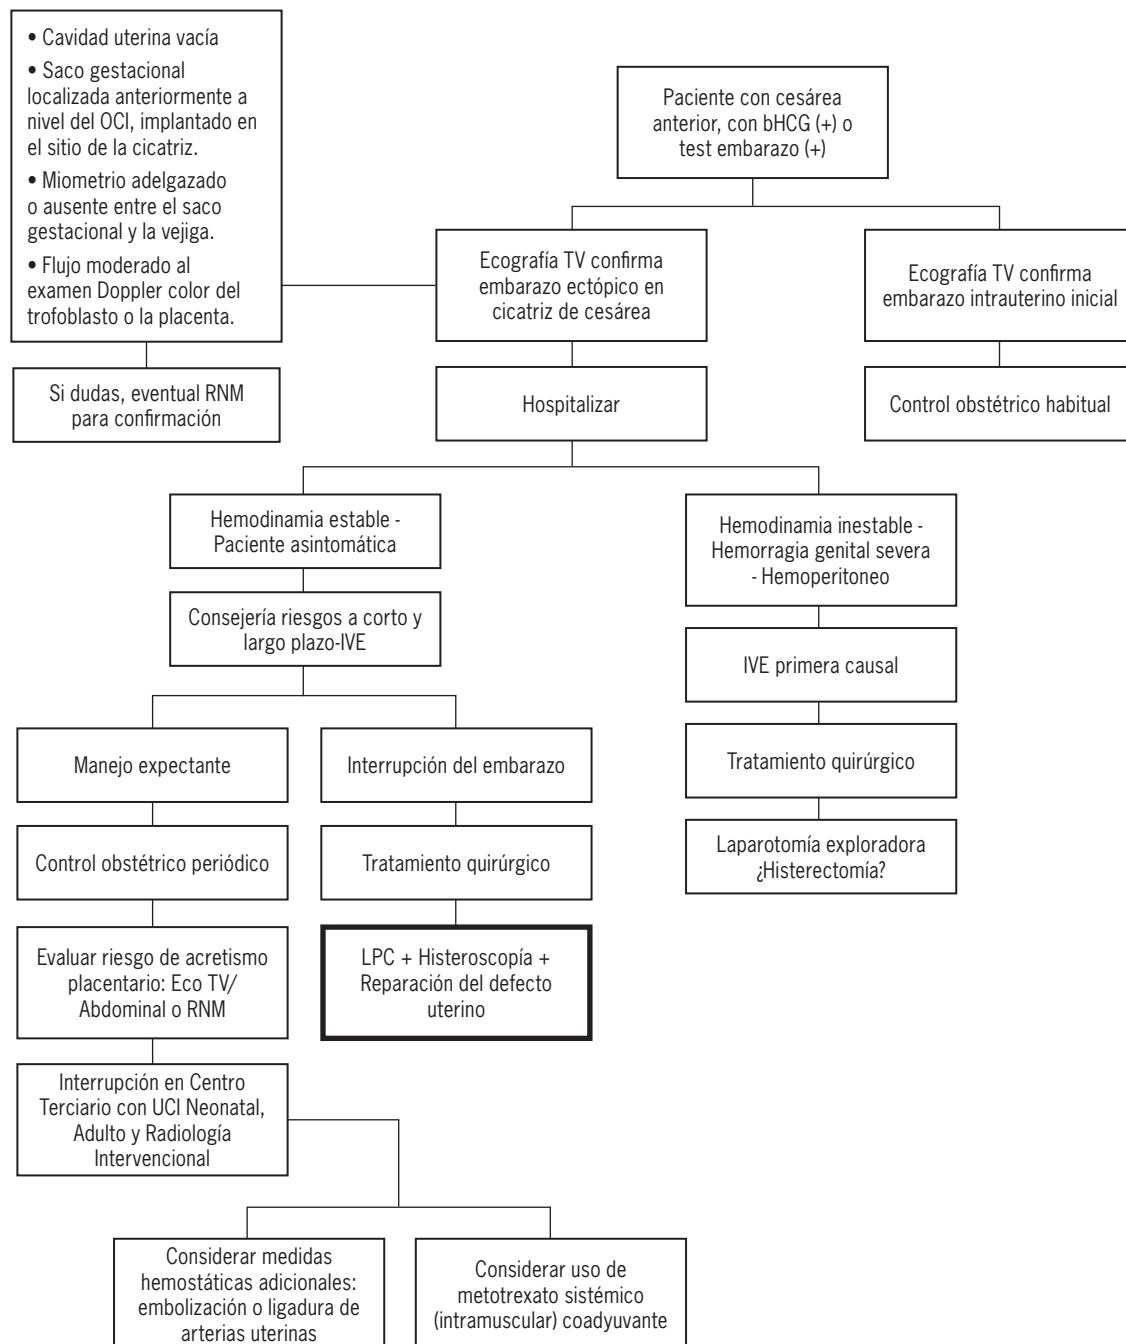 • Cavidad uterina vacía
• Saco gestacional
localizada anteriormente a
nivel del OCI, implantado en
el sitio de la cicatriz.
• Miometrio adelgazado
o ausente entre el saco
gestacional y la vejiga.
• Flujo moderado al
examen Doppler color del
trofoblasto o la placenta.
Si dudas, eventual RNM
para confirmación
Paciente con cesárea
anterior, con bHCG (+) o
test embarazo (+)
Ecografía TV confirma
embarazo ectópico en
cicatriz de cesárea
Ecografía TV confirma
embarazo intrauterino inicial
Hospitalizar
Control obstétrico habitual
Hemodinamia estable -
Paciente asintomática
Hemodinamia inestable -
Hemorragia genital severa
- Hemoperitoneo
Consejería riesgos a corto y
largo plazo-IVE
IVE primera causal
Manejo expectante
Interrupción del embarazo
Tratamiento quirúrgico
Control obstétrico periódico
Tratamiento quirúrgico
Laparotomía exploradora
¿Histerectomía?
Evaluar riesgo de acretismo
placentario: Eco TV/
Abdominal o RNM
LPC + Histeroscopía +
Reparación del defecto
uterino
Interrupción en Centro
Terciario con UCI Neonatal,
Adulto y Radiología
Intervencional
Considerar medidas
hemostáticas adicionales:
embolización o ligadura de
arterias uterinas
Considerar uso de
metotrexato sistémico
(intramuscular) coadyuvante